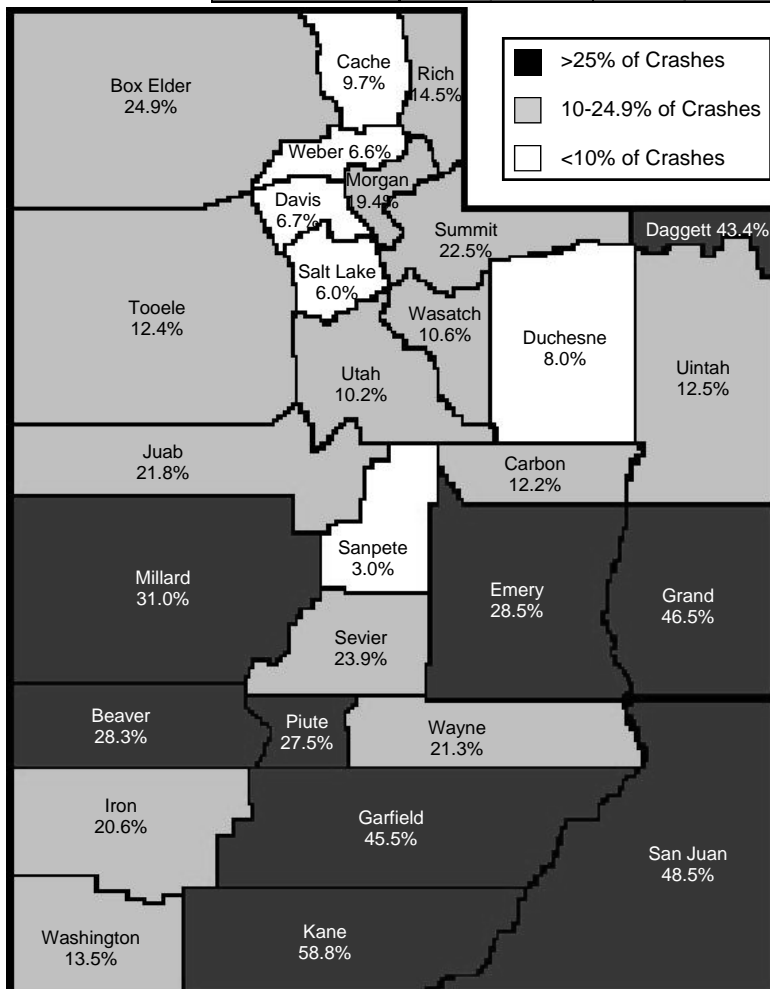 >25% of Crashes
10-24.9% of Crashes
<10% of Crashes
Box Elder
24.9%
Cache
9.7%
Rich
14.5%
Weber 6.6%
Morgan
19.4%
Davis
6.7%
Summit
22.5%
Daggett 43.4%
Salt Lake
6.0%
Tooele
12.4%
Wasatch
10.6%
Duchesne
8.0%
Uintah
12.5%
Utah
10.2%
Juab
21.8%
Carbon
12.2%
Sanpete
3.0%
Millard
31.0%
Emery
28.5%
Grand
46.5%
Sevier
23.9%
Beaver
28.3%
Piute
27.5%
Wayne
21.3%
Iron
20.6%
Garfield
45.5%
San Juan
48.5%
Washington
13.5%
Kane
58.8%